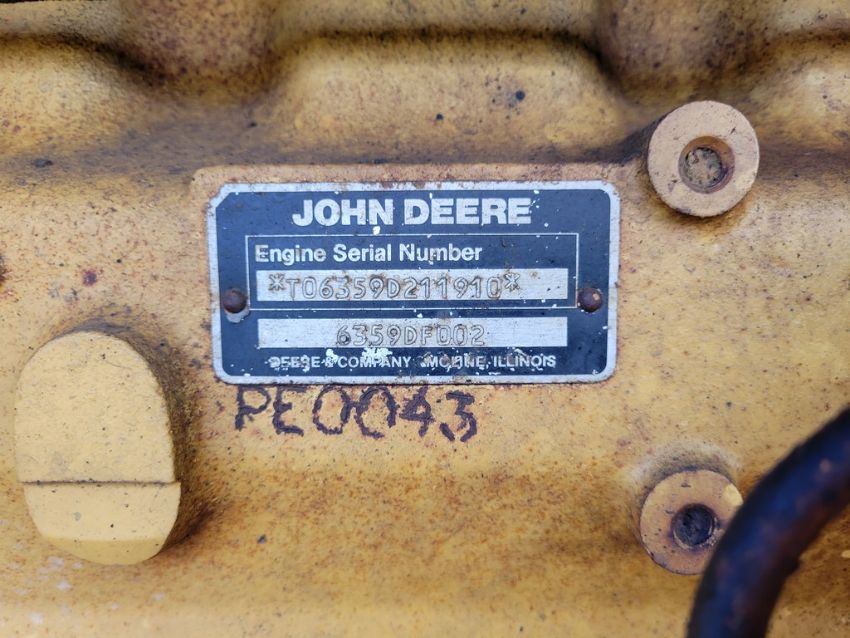 JOHN DEERE
Engine Serial Number
*T06359D211910*
6359DF002
DEERE & COMPANY MOLINE, ILLINOIS
PE0043